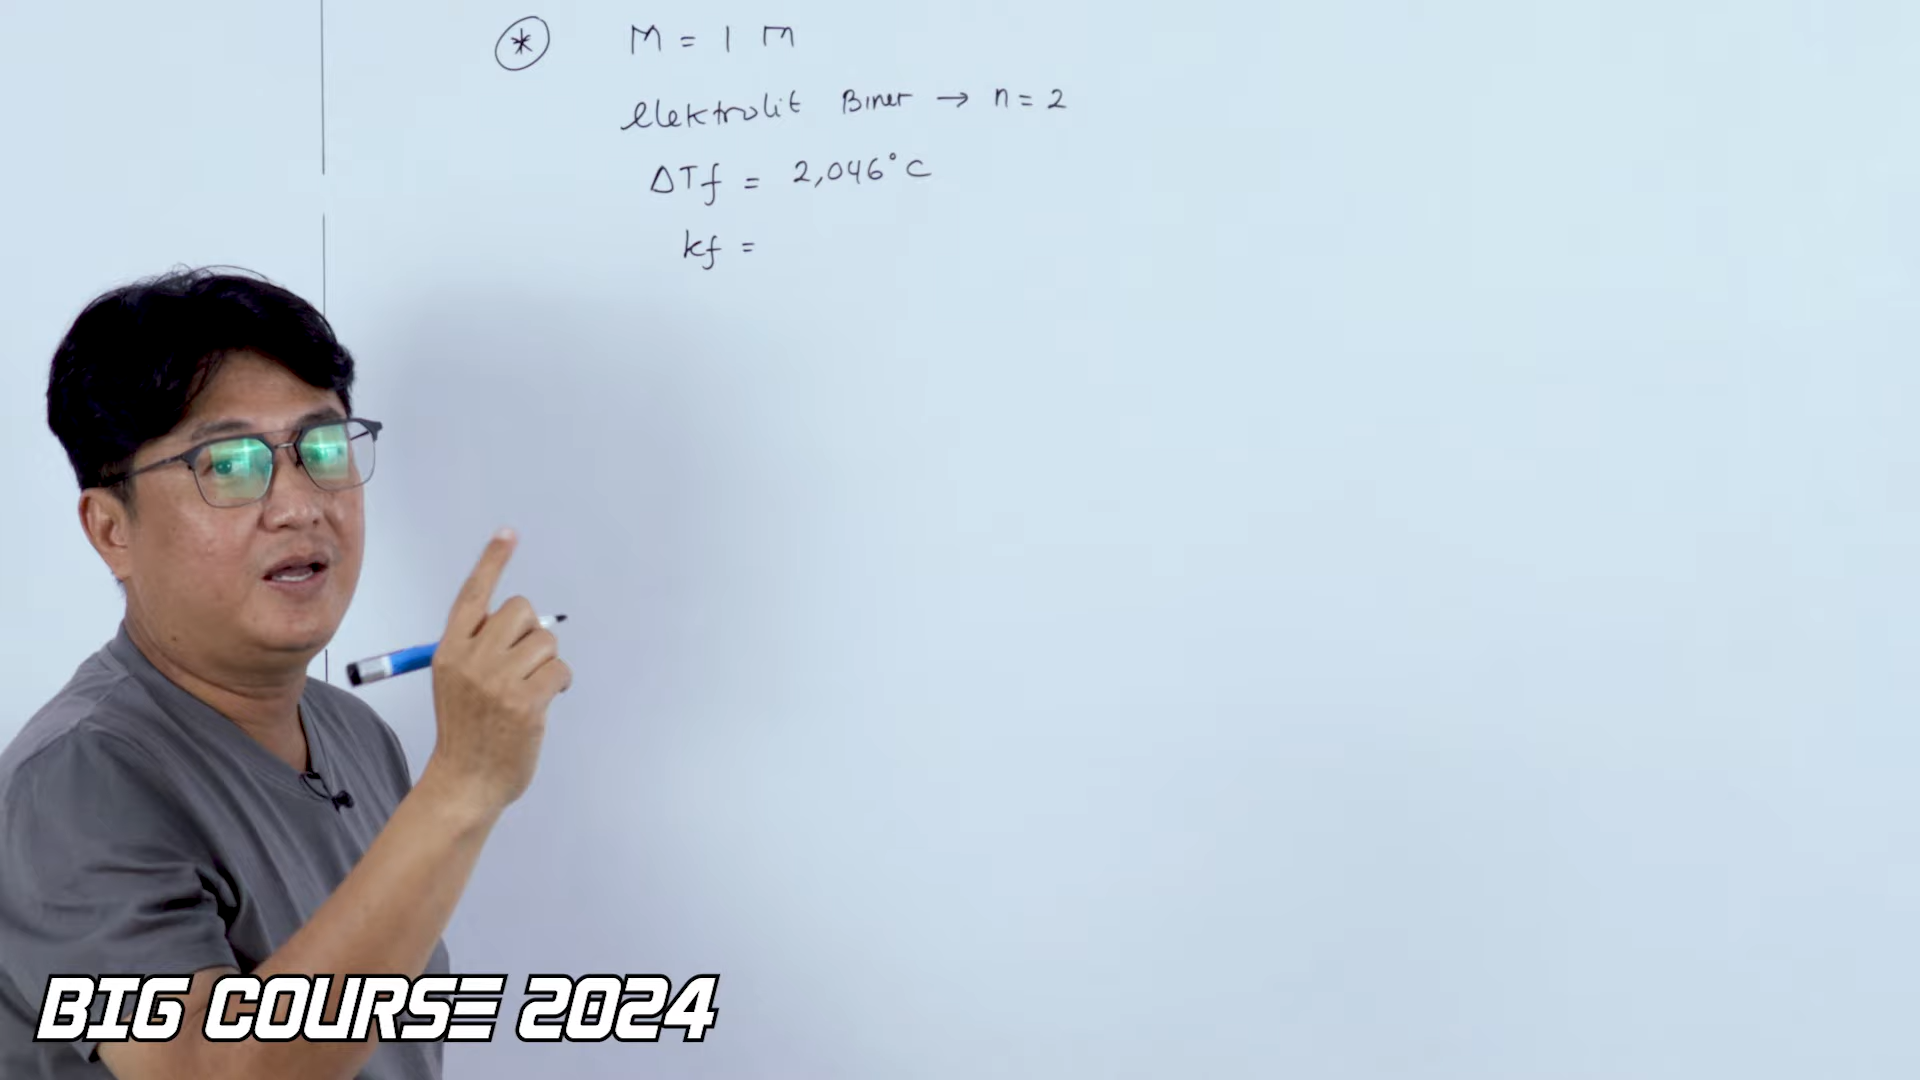 * M = 1 m
Elektrolit Biner → n = 2
ΔTf = 2,046°C
kf =
BIG COURSE 2024